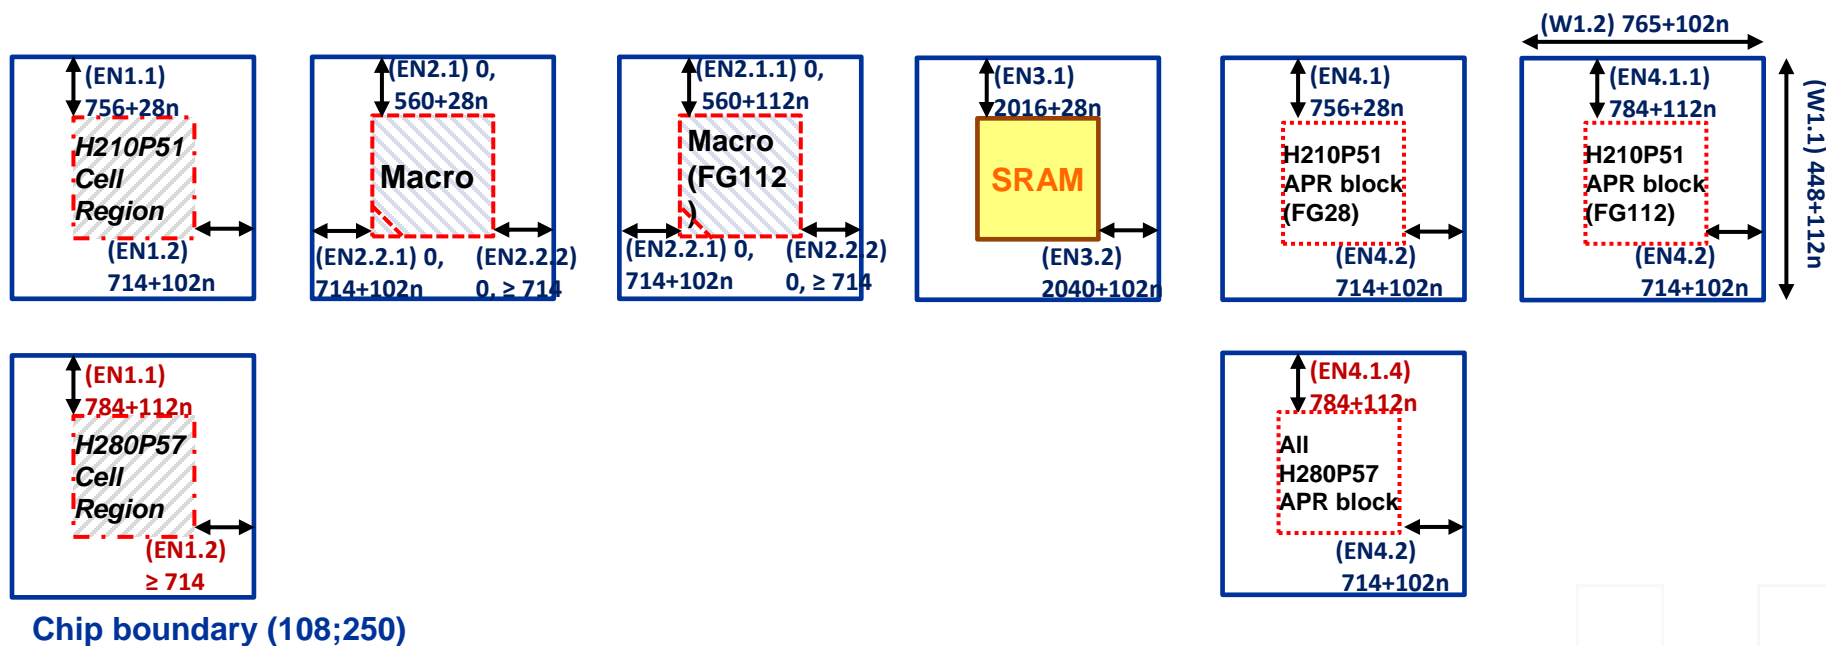 (W1.2) 765+102n
(EN1.1)
756+28n
H210P51
Cell
Region
(EN1.2)
714+102n
(EN2.1) 0,
560+28n
Macro
(EN2.2.1) 0,
714+102n
(EN2.2.2)
0, ≥ 714
(EN2.1.1) 0,
560+112n
Macro
(FG112
)
(EN2.2.1) 0,
714+102n
(EN2.2.2)
0, ≥ 714
(EN3.1)
2016+28n
SRAM
(EN3.2)
2040+102n
(EN4.1)
756+28n
H210P51
APR block
(FG28)
(EN4.2)
714+102n
(EN4.1.1)
784+112n
H210P51
APR block
(FG112)
(EN4.2)
714+102n
(W1.1) 448+112n
(EN1.1)
784+112n
H280P57
Cell
Region
(EN1.2)
≥ 714
(EN4.1.4)
784+112n
All
H280P57
APR block
(EN4.2)
714+102n
Chip boundary (108;250)